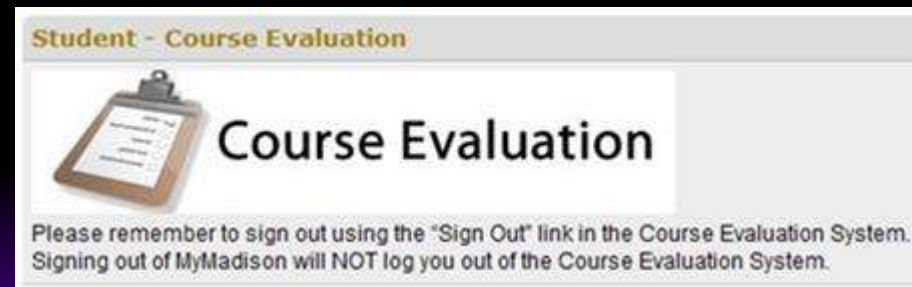 Student - Course Evaluation
Course Evaluation
Please remember to sign out using the "Sign Out" link in the Course Evaluation System.
Signing out of MyMadison will NOT log you out of the Course Evaluation System.